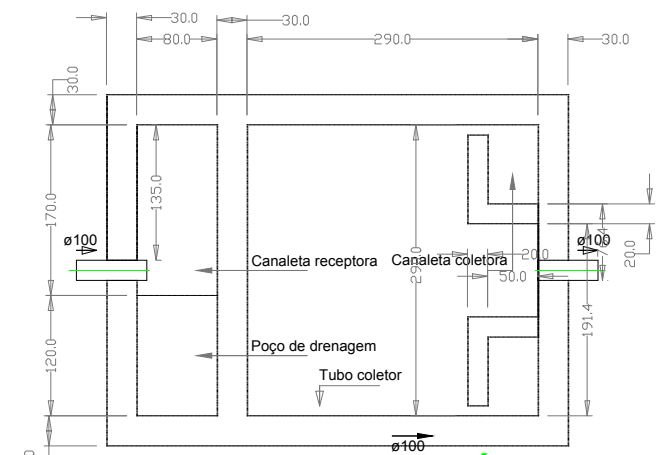 30.0
30.0
80.0
290.0
30.0
30.0
170.0
135.0
ø100
ø100
20.0
Canaleta receptora
Canaleta coletora
20.0
50.0
191.4
120.0
Poço de drenagem
Tubo coletor
ø100